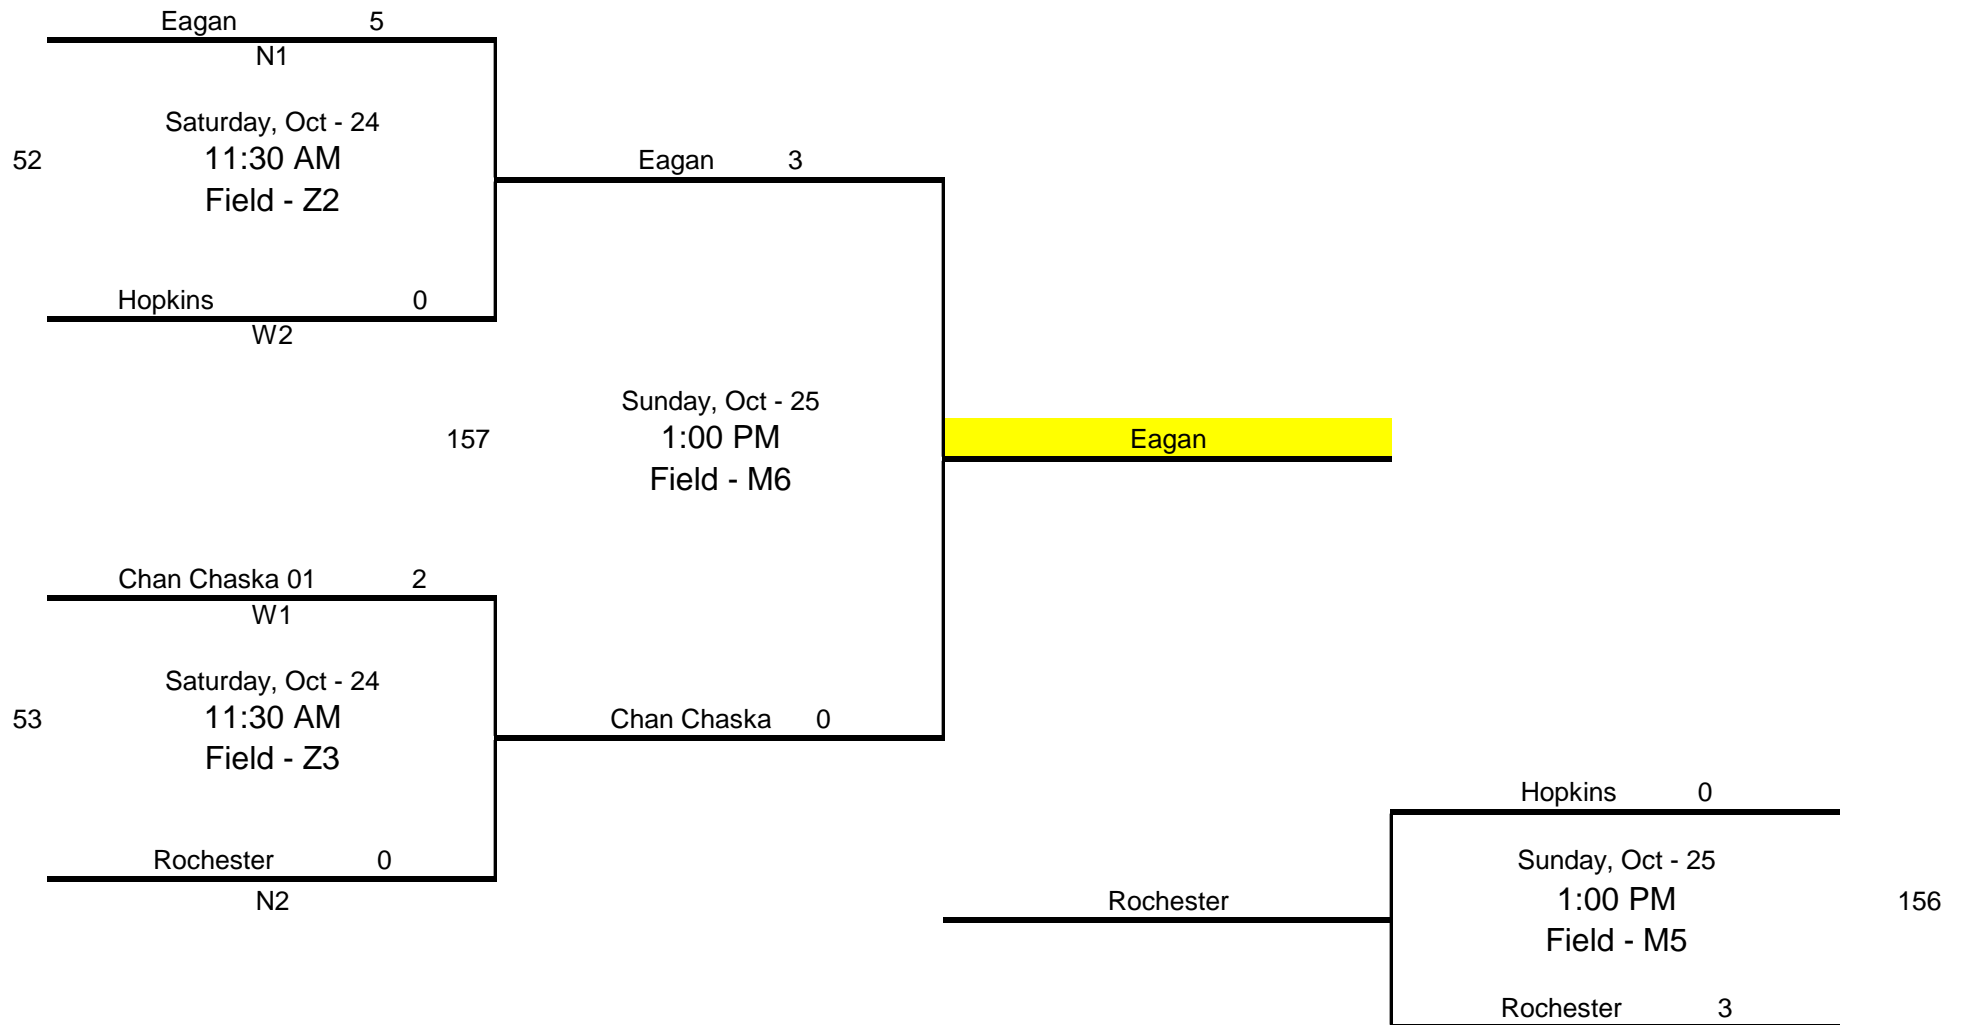 Eagan 5
N1
Saturday, Oct - 24
52 11:30 AM
Field - Z2
Hopkins 0
W2
Eagan 3
Sunday, Oct - 25
157 1:00 PM
Field - M6
Eagan
Chan Chaska 01 2
W1
Saturday, Oct - 24
53 11:30 AM
Field - Z3
Rochester 0
N2
Chan Chaska 0
Hopkins 0
Sunday, Oct - 25
1:00 PM 156
Field - M5
Rochester 3
Rochester